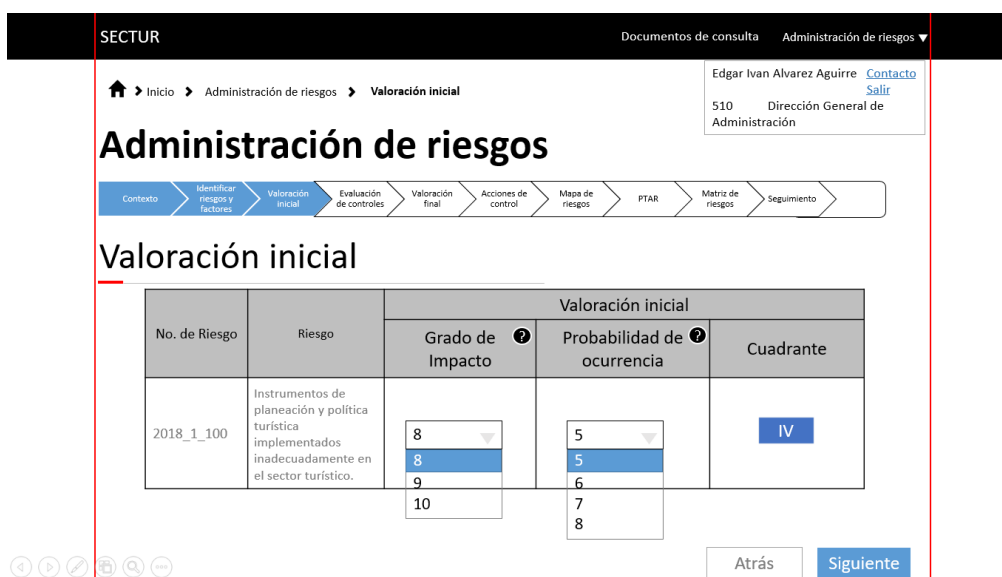 SECTUR
Documentos de consulta
Administración de riesgos ▼
Edgar Ivan Alvarez Aguirre Contacto
Salir
510 Dirección General de
Administración
Inicio
Administración de riesgos
Valoración inicial
Administración de riesgos
Contexto
Identificar
riesgos y
factores
Valoración
inicial
Evaluación
de controles
Valoración
final
Acciones de
control
Mapa de
riesgos
PTAR
Matriz de
riesgos
Seguimiento
Valoración inicial
No. de Riesgo
Riesgo
Valoración inicial
Grado de ?
Impacto
Probabilidad de ?
ocurrencia
Cuadrante
2018_1_100
Instrumentos de
planeación y política
turística
implementados
inadecuadamente en
el sector turístico.
8
8
9
10
5
5
6
7
8
IV
Atrás
Siguiente